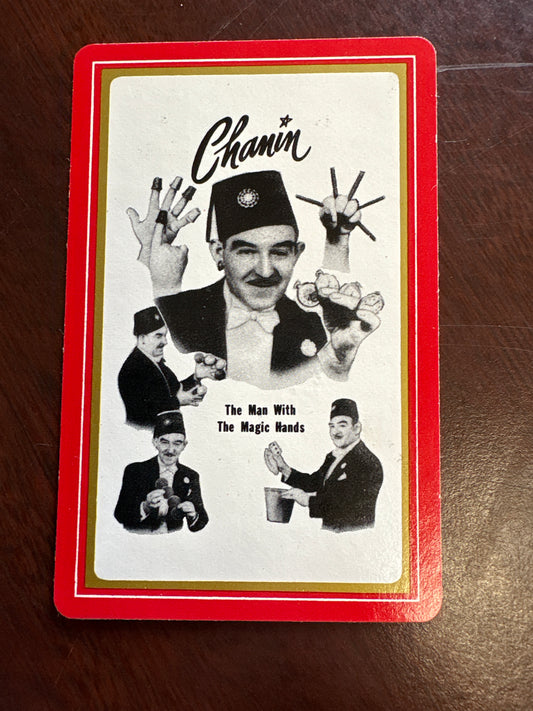 Chanin
The Man With
The Magic Hands